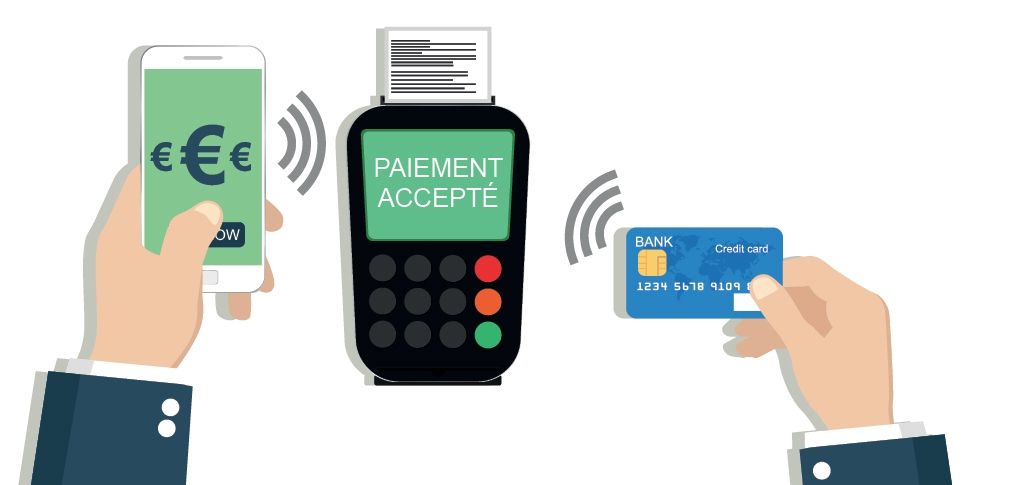 € € €
OW
PAIEMENT
ACCEPTÉ
BANK
Credit card
1234 5678 9109